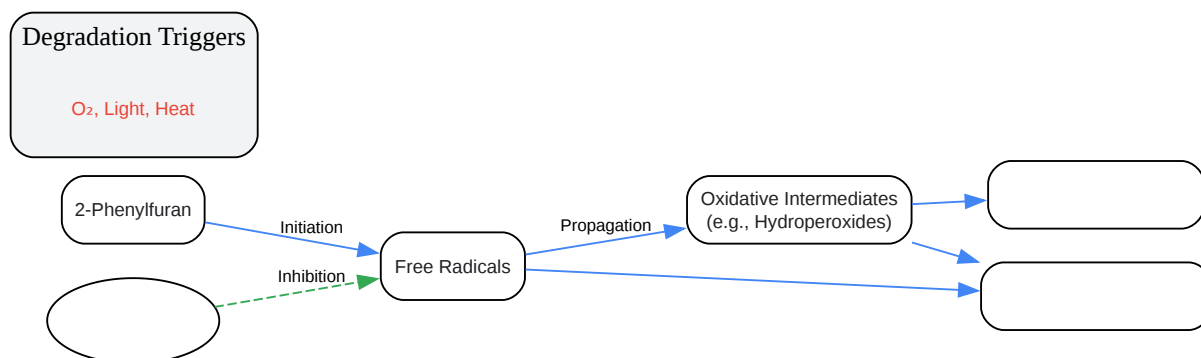 Degradation Triggers
O₂, Light, Heat
2-Phenylfuran
Initiation
Inhibition
Free Radicals
Propagation
Oxidative Intermediates
(e.g., Hydroperoxides)